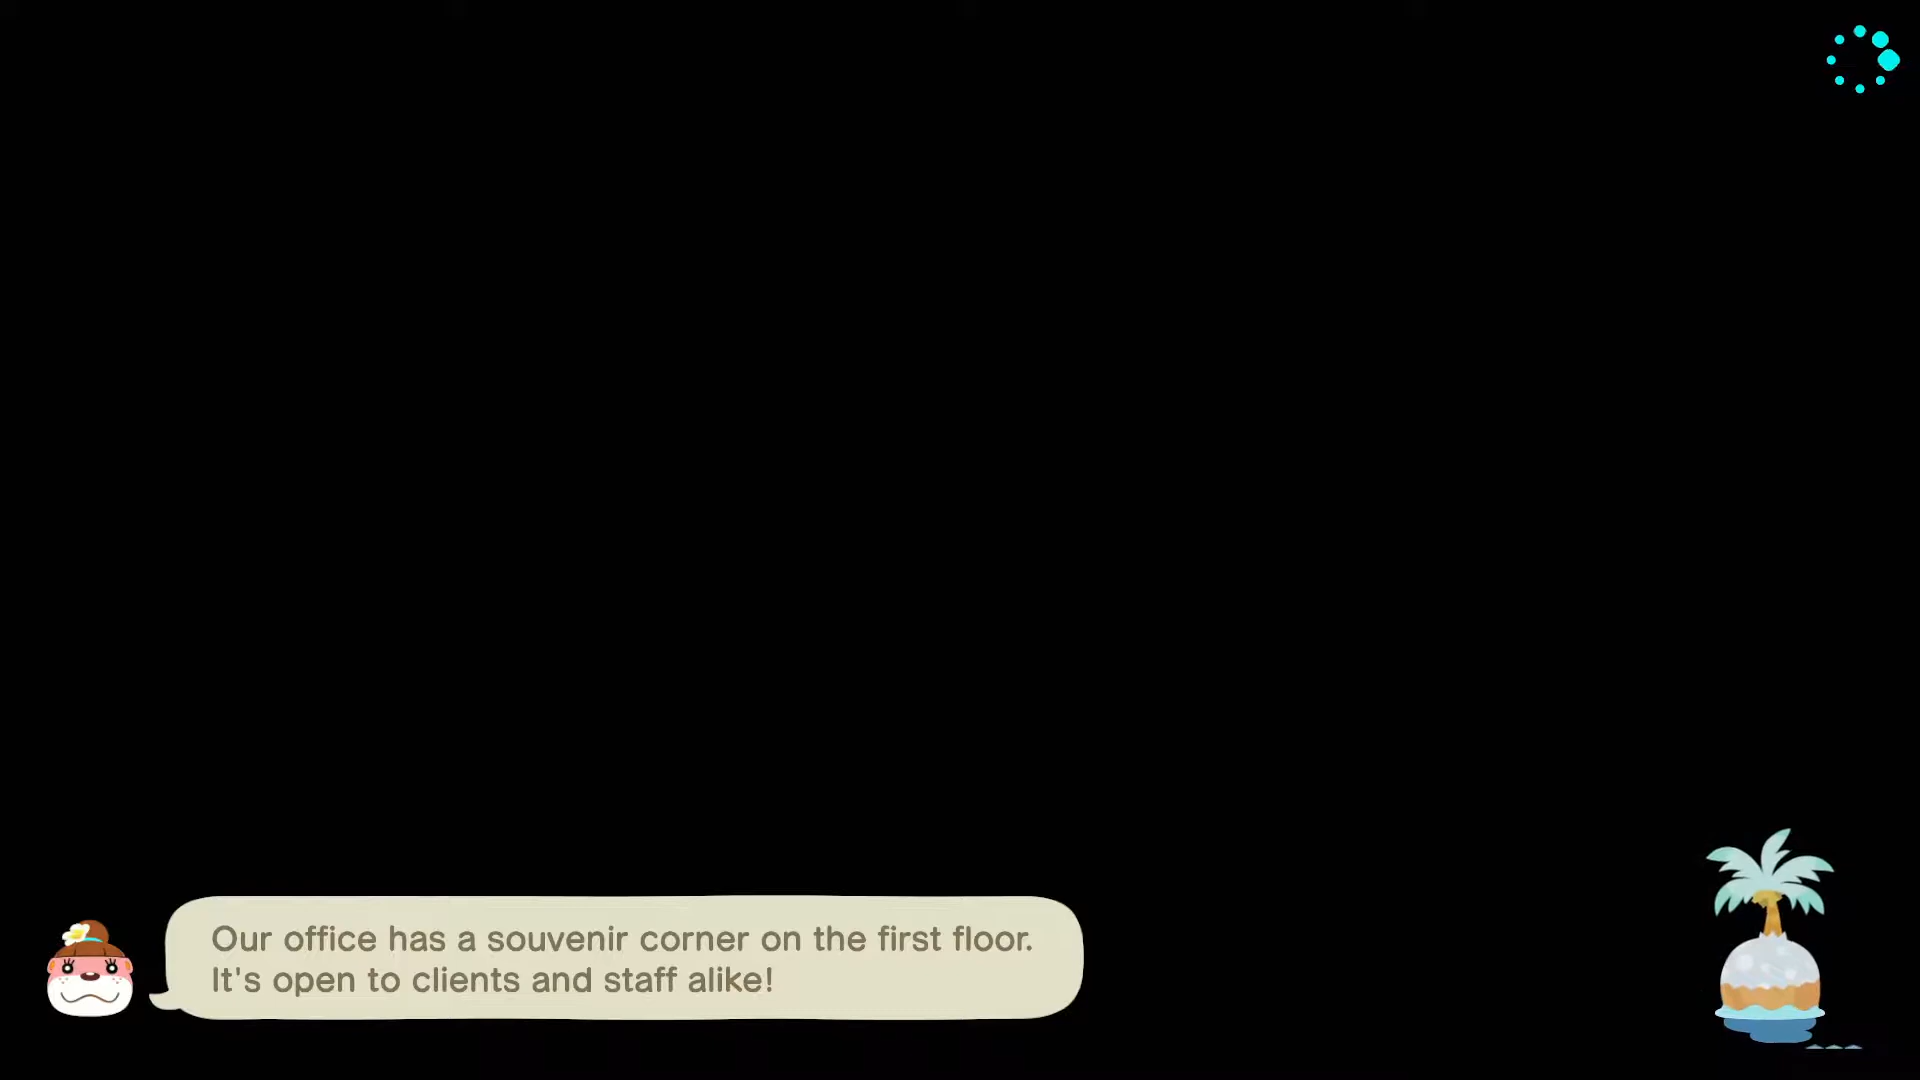 Our office has a souvenir corner on the first floor.
It's open to clients and staff alike!